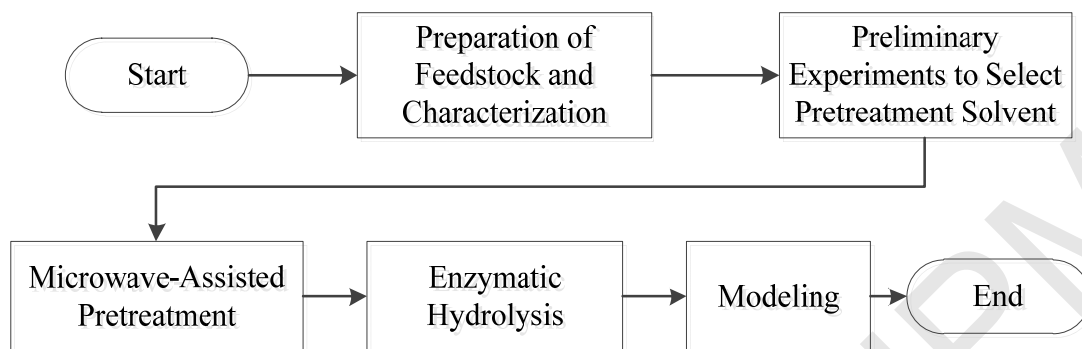 Start
Preparation of
Feedstock and
Characterization
Preliminary
Experiments to Select
Pretreatment Solvent
Microwave-Assisted
Pretreatment
Enzymatic
Hydrolysis
Modeling
End